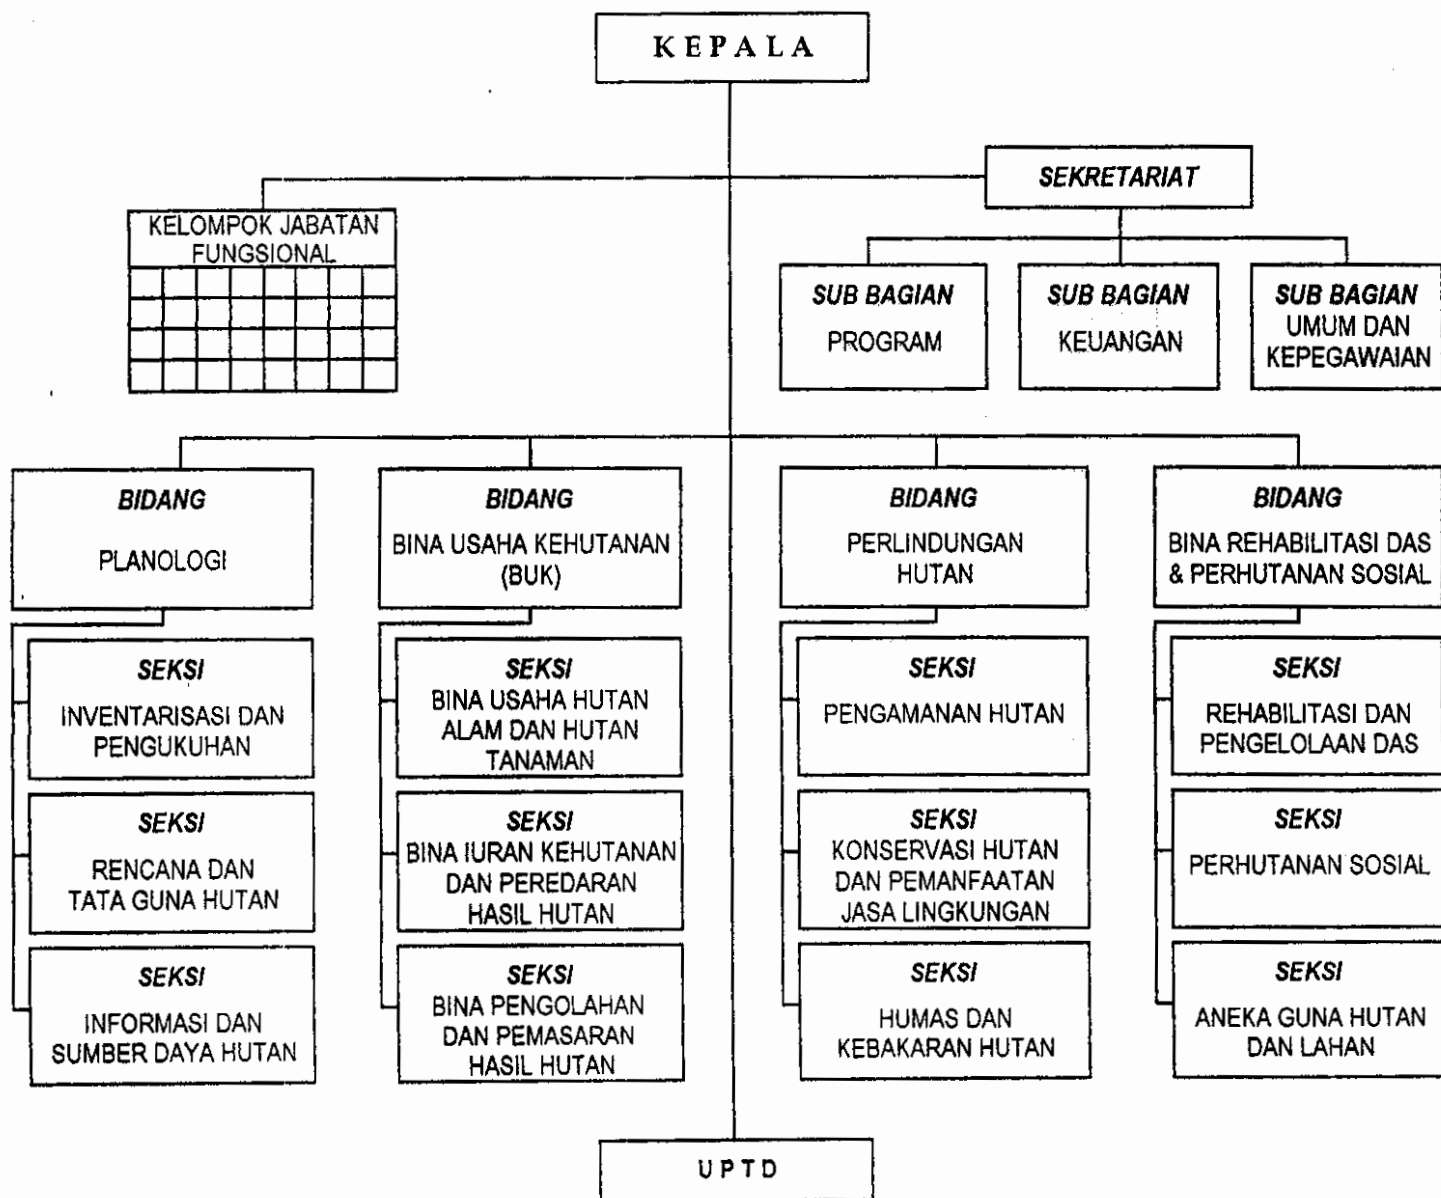 KEPALA
SEKRETARIAT
KELOMPOK JABATAN
FUNGSIONAL
SUB BAGIAN
PROGRAM
SUB BAGIAN
KEUANGAN
SUB BAGIAN
UMUM DAN
KEPEGAWAIAN
BIDANG
PLANOLOGI
BIDANG
BINA USAHA KEHUTANAN
(BUK)
BIDANG
PERLINDUNGAN
HUTAN
BIDANG
BINA REHABILITASI DAS
& PERHUTANAN SOSIAL
SEKSI
INVENTARISASI DAN
PENGUKUHAN
SEKSI
BINA USAHA HUTAN
ALAM DAN HUTAN
TANAMAN
SEKSI
PENGAMANAN HUTAN
SEKSI
REHABILITASI DAN
PENGELOLAAN DAS
SEKSI
RENCANA DAN
TATA GUNA HUTAN
SEKSI
BINA IURAN KEHUTANAN
DAN PEREDARAN
HASIL HUTAN
SEKSI
KONSERVASI HUTAN
DAN PEMANFAATAN
JASA LINGKUNGAN
SEKSI
PERHUTANAN SOSIAL
SEKSI
INFORMASI DAN
SUMBER DAYA HUTAN
SEKSI
BINA PENGOLAHAN
DAN PEMASARAN
HASIL HUTAN
SEKSI
HUMAS DAN
KEBAKARAN HUTAN
SEKSI
ANEKA GUNA HUTAN
DAN LAHAN
UPTD